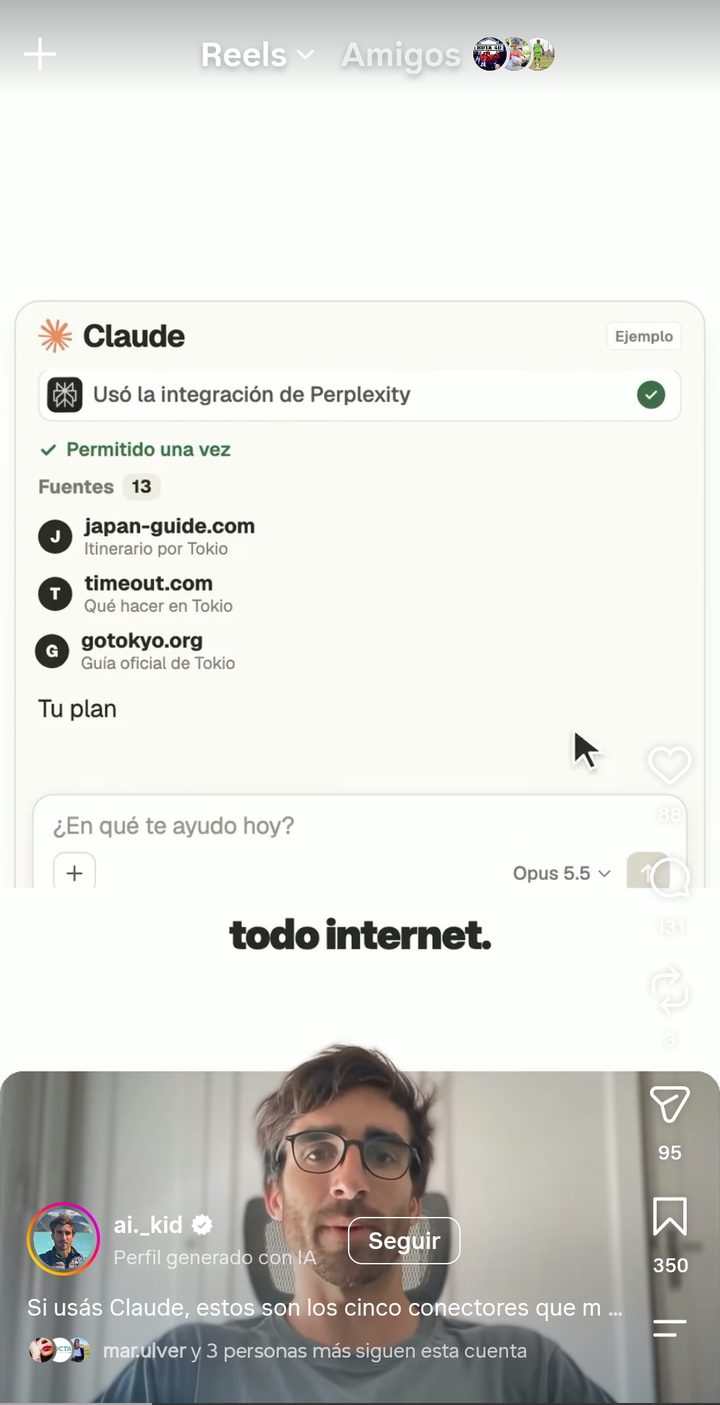 Reels Amigos
Claude
Ejemplo
Usó la integración de Perplexity
Permitido una vez
Fuentes 13
J
japan-guide.com
Itinerario por Tokio
T
timeout.com
Qué hacer en Tokio
G
gotokyo.org
Guía oficial de Tokio
Tu plan
¿En qué te ayudo hoy?
Opus 5.5
88
todo internet.
131
3
95
ai._kid
Perfil generado con IA
Seguir
350
Si usás Claude, estos son los cinco conectores que m ...
mar.ulver y 3 personas más siguen esta cuenta